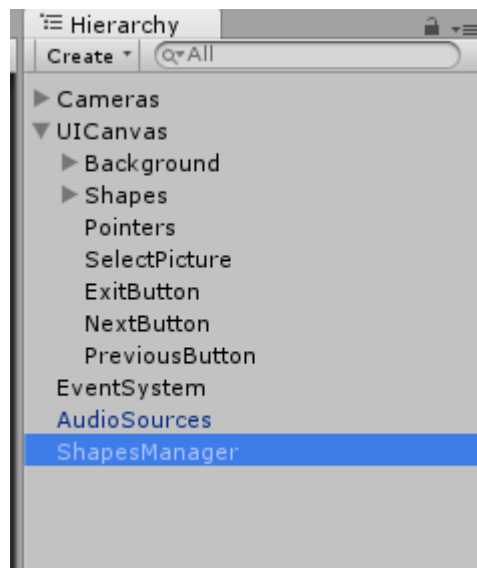 Hierarchy
Create All
Cameras
UICanvas
Background
Shapes
Pointers
SelectPicture
ExitButton
NextButton
PreviousButton
EventSystem
AudioSources
ShapesManager